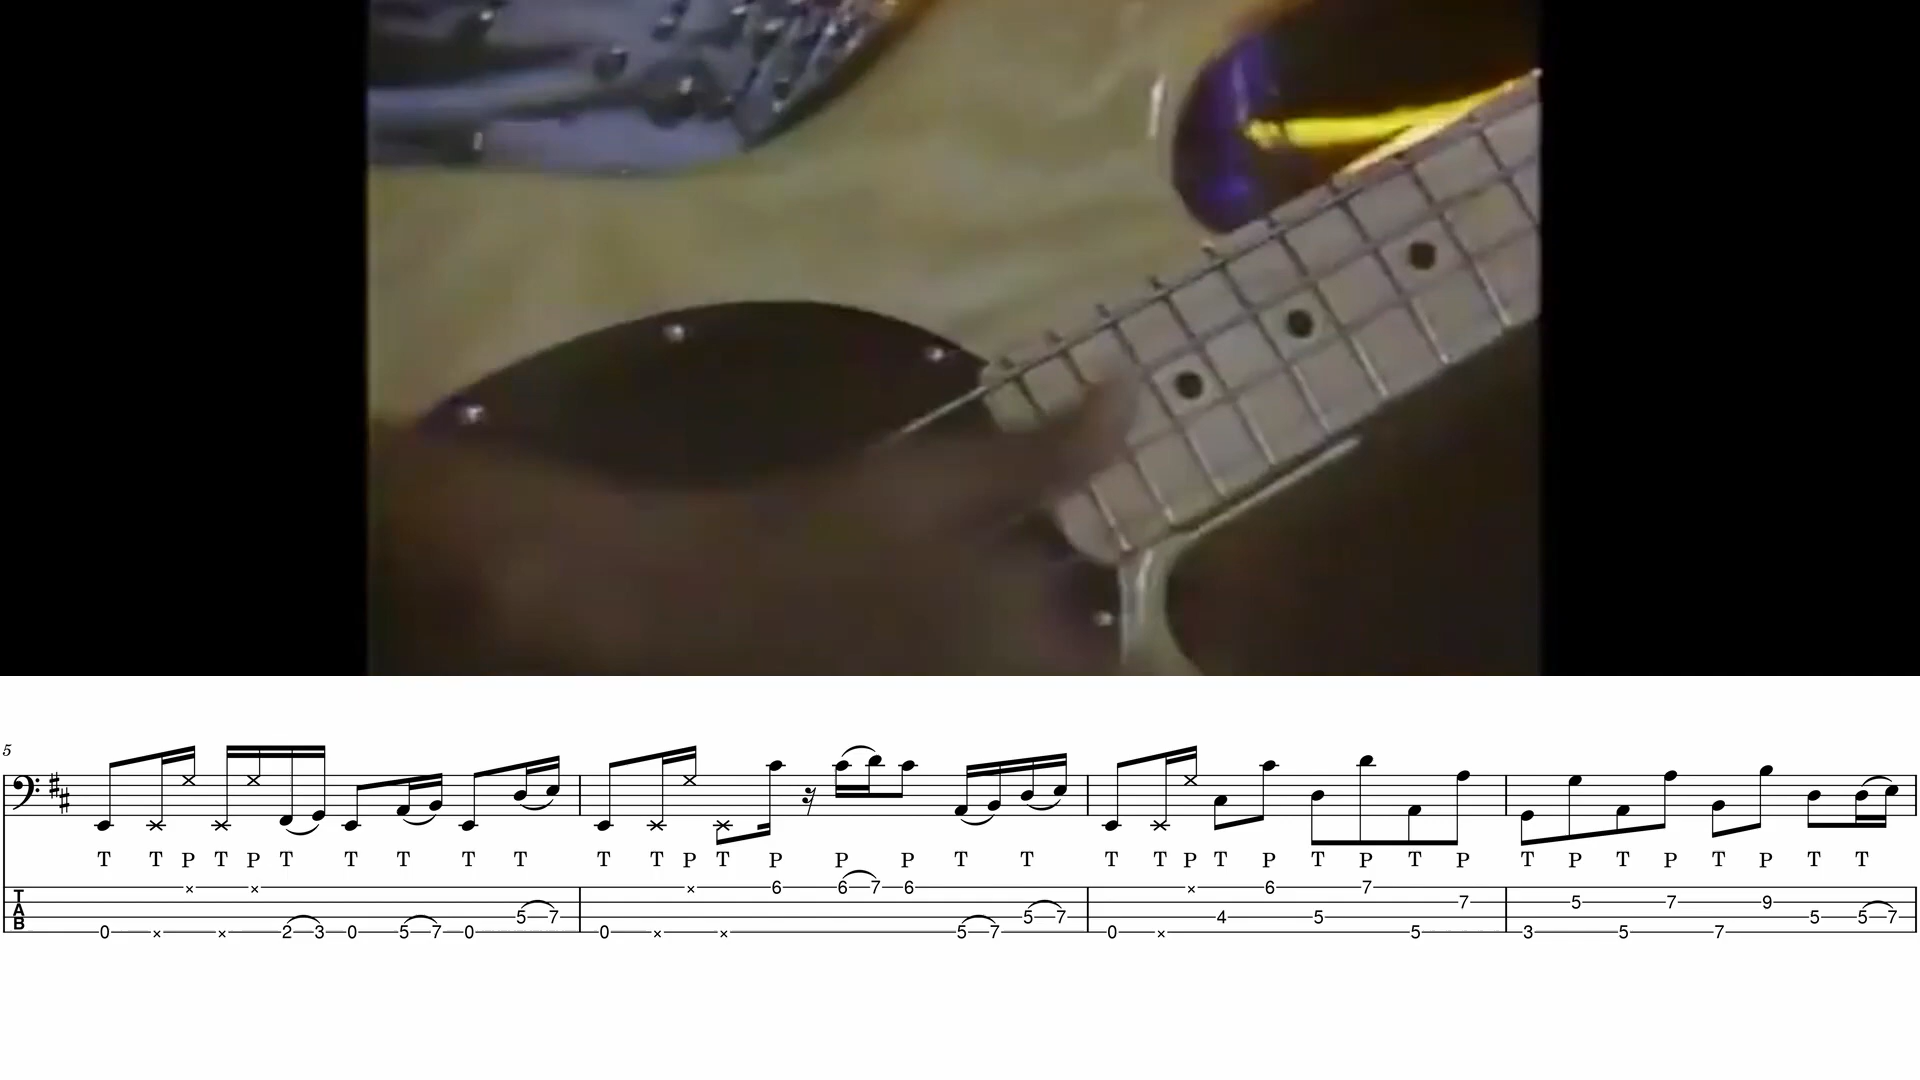 5
T T P T P T T T T T T T P T P P P T T T T P T P T P T P T P T P T P T T
T × × 6 6 7 6 × 6 7
5 7 5 7 9
A 5 7 5 7 4 5 5 5 7
B 0 × × 2 3 0 5 7 0 0 × × 5 7 0 × 5 3 5 7